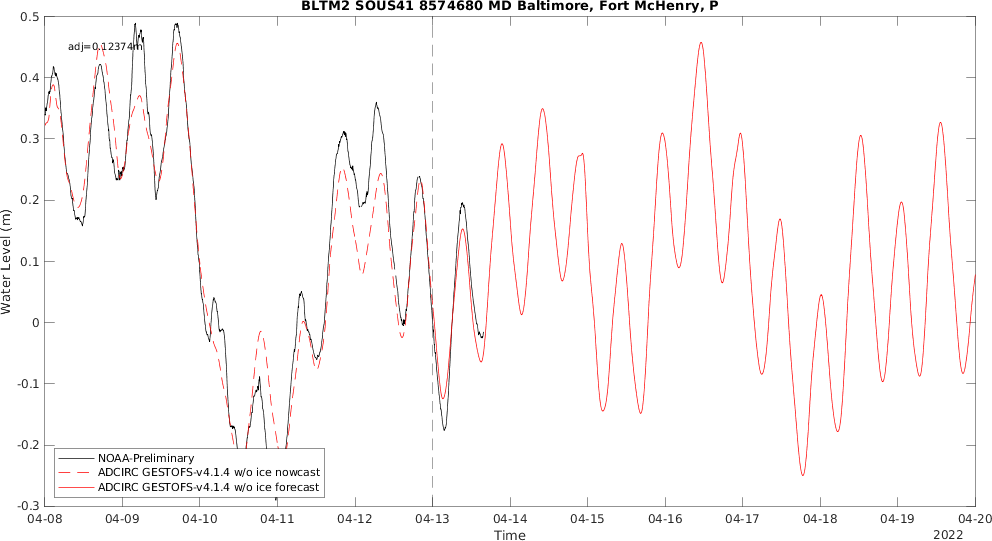 BLTM2 SOUS41 8574680 MD Baltimore, Fort McHenry, P
0.5
adj=0.12374m
0.4
0.3
0.2
0.1
0
-0.1
-0.2
-0.3
Water Level (m)
NOAA-Preliminary
ADCIRC GESTOFS-v4.1.4 w/o ice nowcast
ADCIRC GESTOFS-v4.1.4 w/o ice forecast
04-08 04-09 04-10 04-11 04-12 04-13 04-14 04-15 04-16 04-17 04-18 04-19 04-20
Time
2022